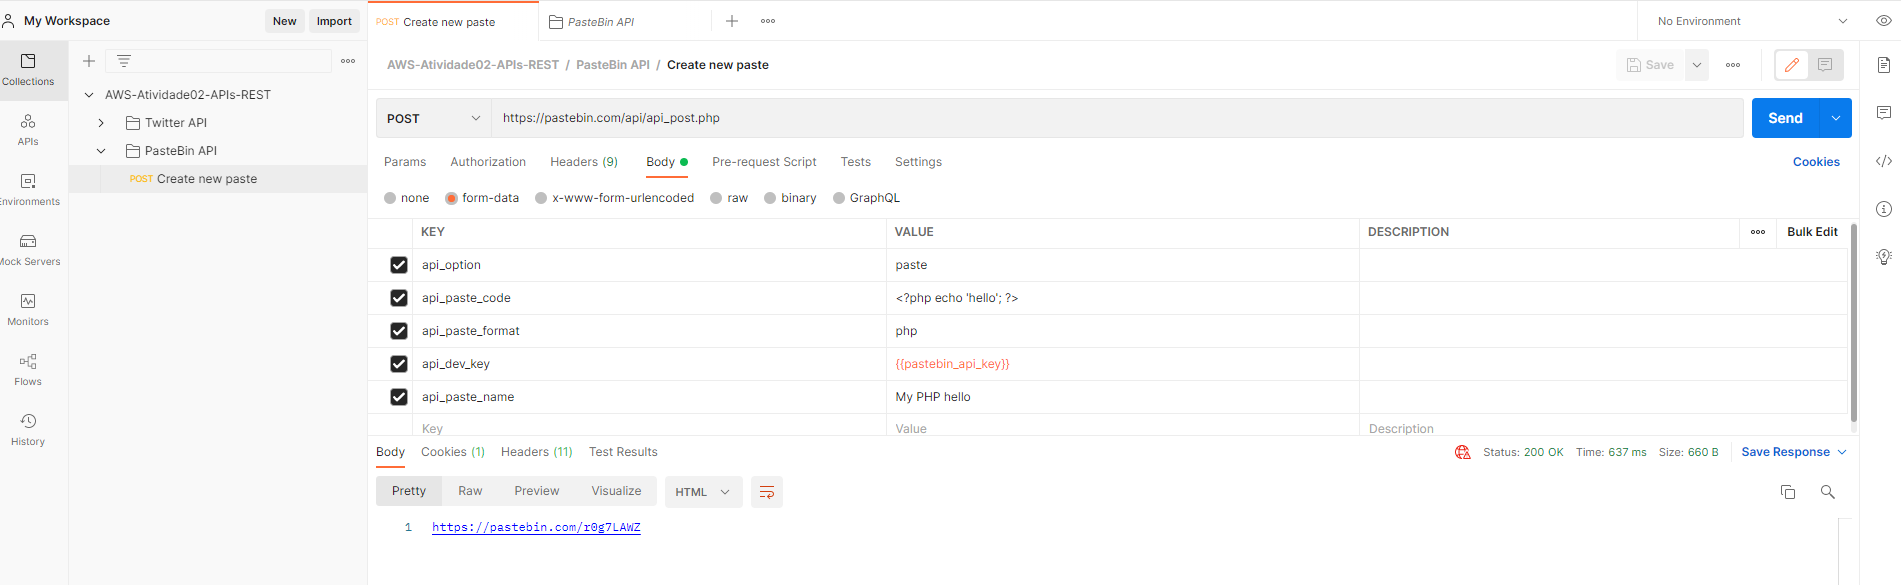 My Workspace
New
Import
POST Create new paste
PasteBin API
No Environment
Collections
APIs
Environments
Mock Servers
Monitors
Flows
History
AWS-Atividade02-APIs-REST
Twitter API
PasteBin API
POST Create new paste
AWS-Atividade02-APIs-REST / PasteBin API / Create new paste
Save
POST
https://pastebin.com/api/api_post.php
Send
Params
Authorization
Headers (9)
Body
Pre-request Script
Tests
Settings
Cookies
none
form-data
x-www-form-urlencoded
raw
binary
GraphQL
KEY
VALUE
DESCRIPTION
Bulk Edit
api_option
paste
api_paste_code
<?php echo 'hello'; ?>
api_paste_format
php
api_dev_key
{{pastebin_api_key}}
api_paste_name
My PHP hello
Key
Value
Description
Body
Cookies (1)
Headers (11)
Test Results
Status: 200 OK
Time: 637 ms
Size: 660 B
Save Response
Pretty
Raw
Preview
Visualize
HTML
1
https://pastebin.com/r0g7LAWZ